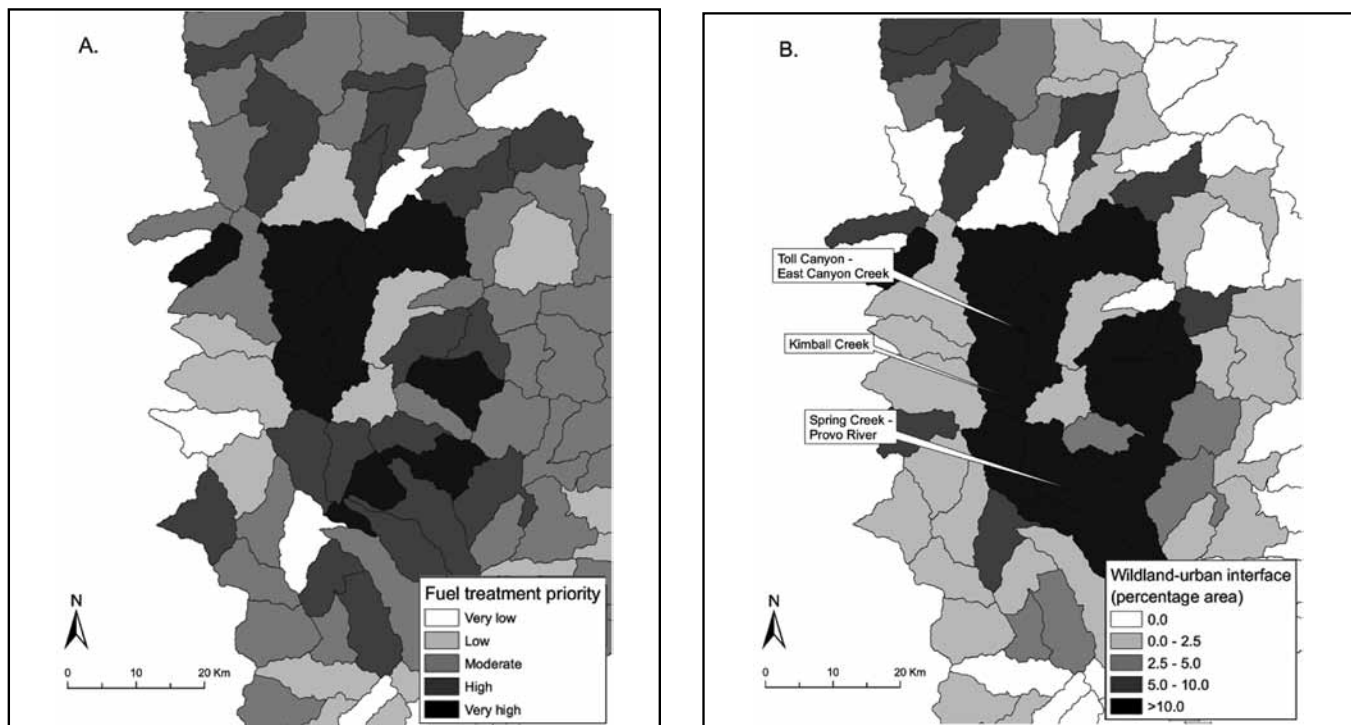 A.
N
0 10 20 Km
Fuel treatment priority
Very low
Low
Moderate
High
Very high
B.
Toll Canyon -
East Canyon Creek
Kimball Creek
Spring Creek -
Provo River
N
0 10 20 Km
Wildland-urban interface
(percentage area)
0.0
0.0 - 2.5
2.5 - 5.0
5.0 - 10.0
>10.0